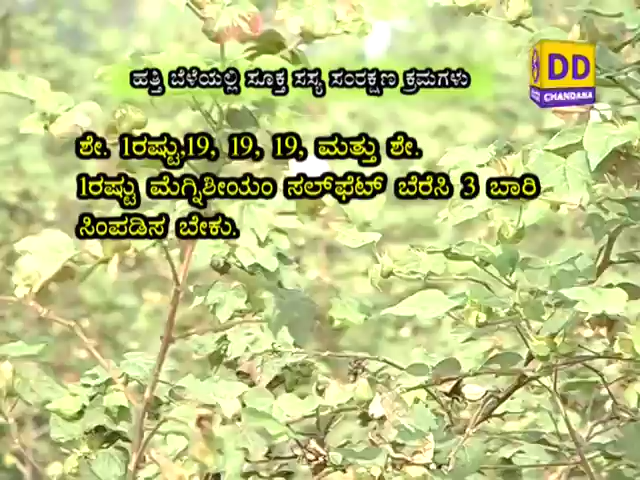 ಹತ್ತಿ ಬೆಳೆಯಲ್ಲಿ ಸೂಕ್ತ ಸಸ್ಯ ಸಂರಕ್ಷಣ ಕ್ರಮಗಳು
DD
CHANDANA
ಶೇ. 1ರಷ್ಟು,19, 19, 19, ಮತ್ತು ಶೇ.
1ರಷ್ಟು ಮೆಗ್ನಿಶೀಯಂ ಸಲ್‌ಫೆಟ್ ಬೆರೆಸಿ 3 ಬಾರಿ
ಸಿಂಪಡಿಸ ಬೇಕು.